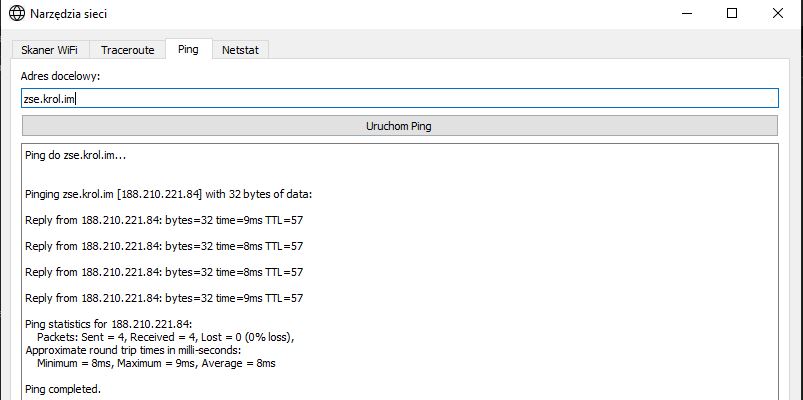 Narzędzia sieci
Skaner WiFi Traceroute Ping Netstat
Adres docelowy:
zse.krol.im
Uruchom Ping
Ping do zse.krol.im...
Pinging zse.krol.im [188.210.221.84] with 32 bytes of data:
Reply from 188.210.221.84: bytes=32 time=9ms TTL=57
Reply from 188.210.221.84: bytes=32 time=8ms TTL=57
Reply from 188.210.221.84: bytes=32 time=8ms TTL=57
Reply from 188.210.221.84: bytes=32 time=9ms TTL=57
Ping statistics for 188.210.221.84:
Packets: Sent = 4, Received = 4, Lost = 0 (0% loss),
Approximate round trip times in milli-seconds:
Minimum = 8ms, Maximum = 9ms, Average = 8ms
Ping completed.